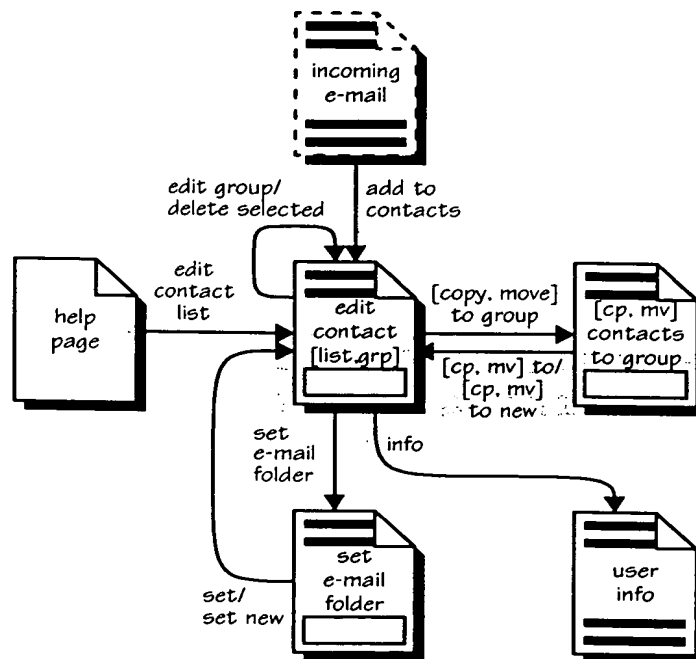 incoming
e-mail
edit group/
delete selected
add to
contacts
help
page
edit
contact
list
edit
contact
[list,grp]
[copy, move]
to group
[cp, mv] to/
[cp, mv]
to new
[cp, mv]
contacts
to group
set
e-mail
folder
info
set/
set new
set
e-mail
folder
user
info